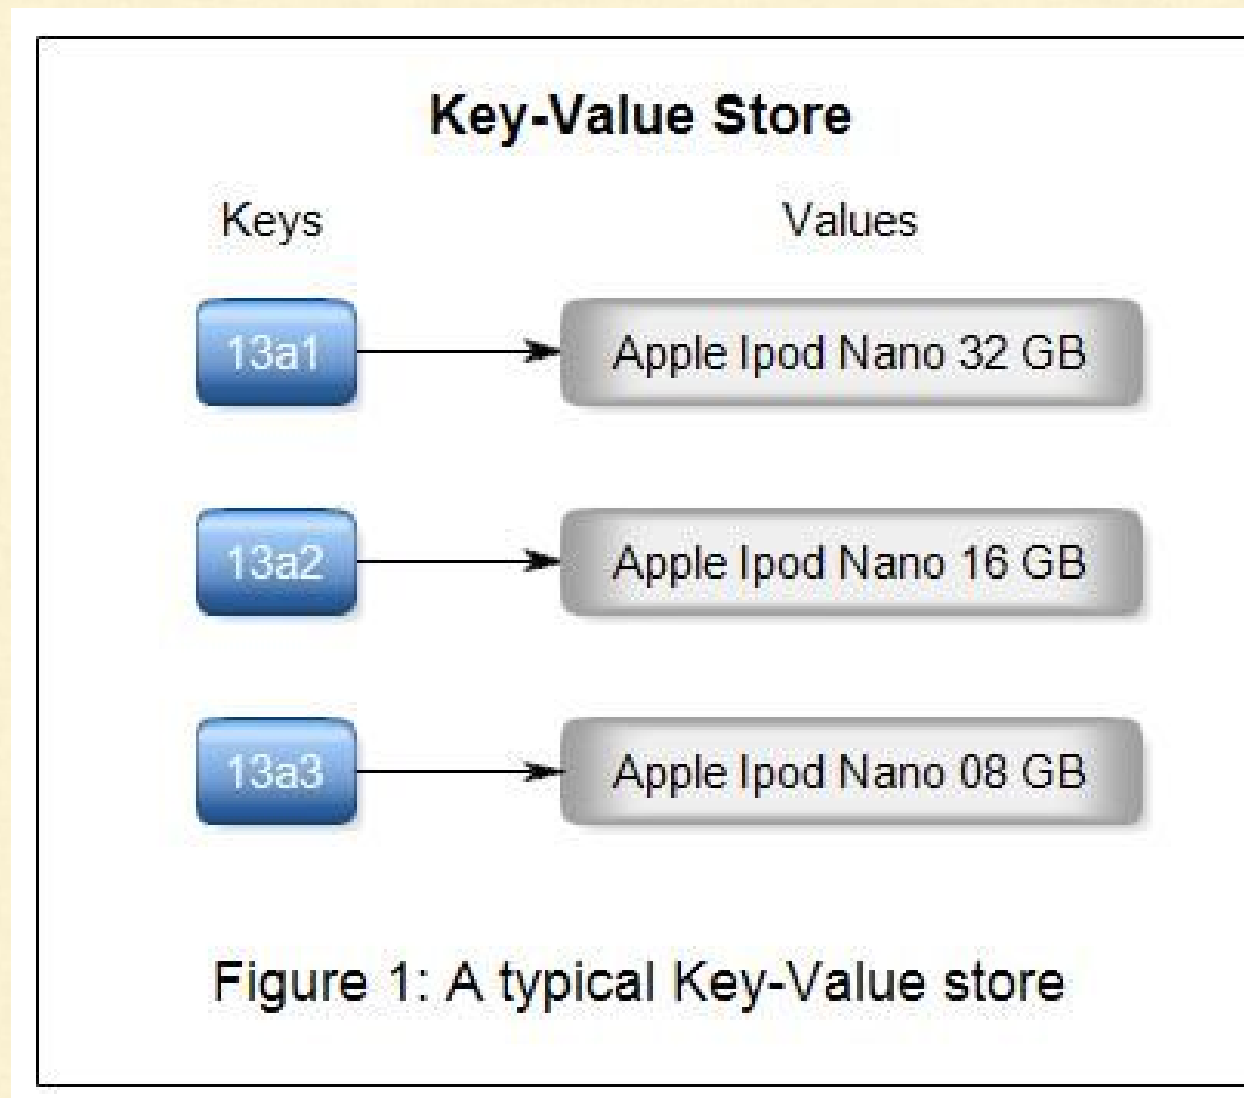 Key-Value Store
Keys Values
13a1 Apple Ipod Nano 32 GB
13a2 Apple Ipod Nano 16 GB
13a3 Apple Ipod Nano 08 GB
Figure 1: A typical Key-Value store